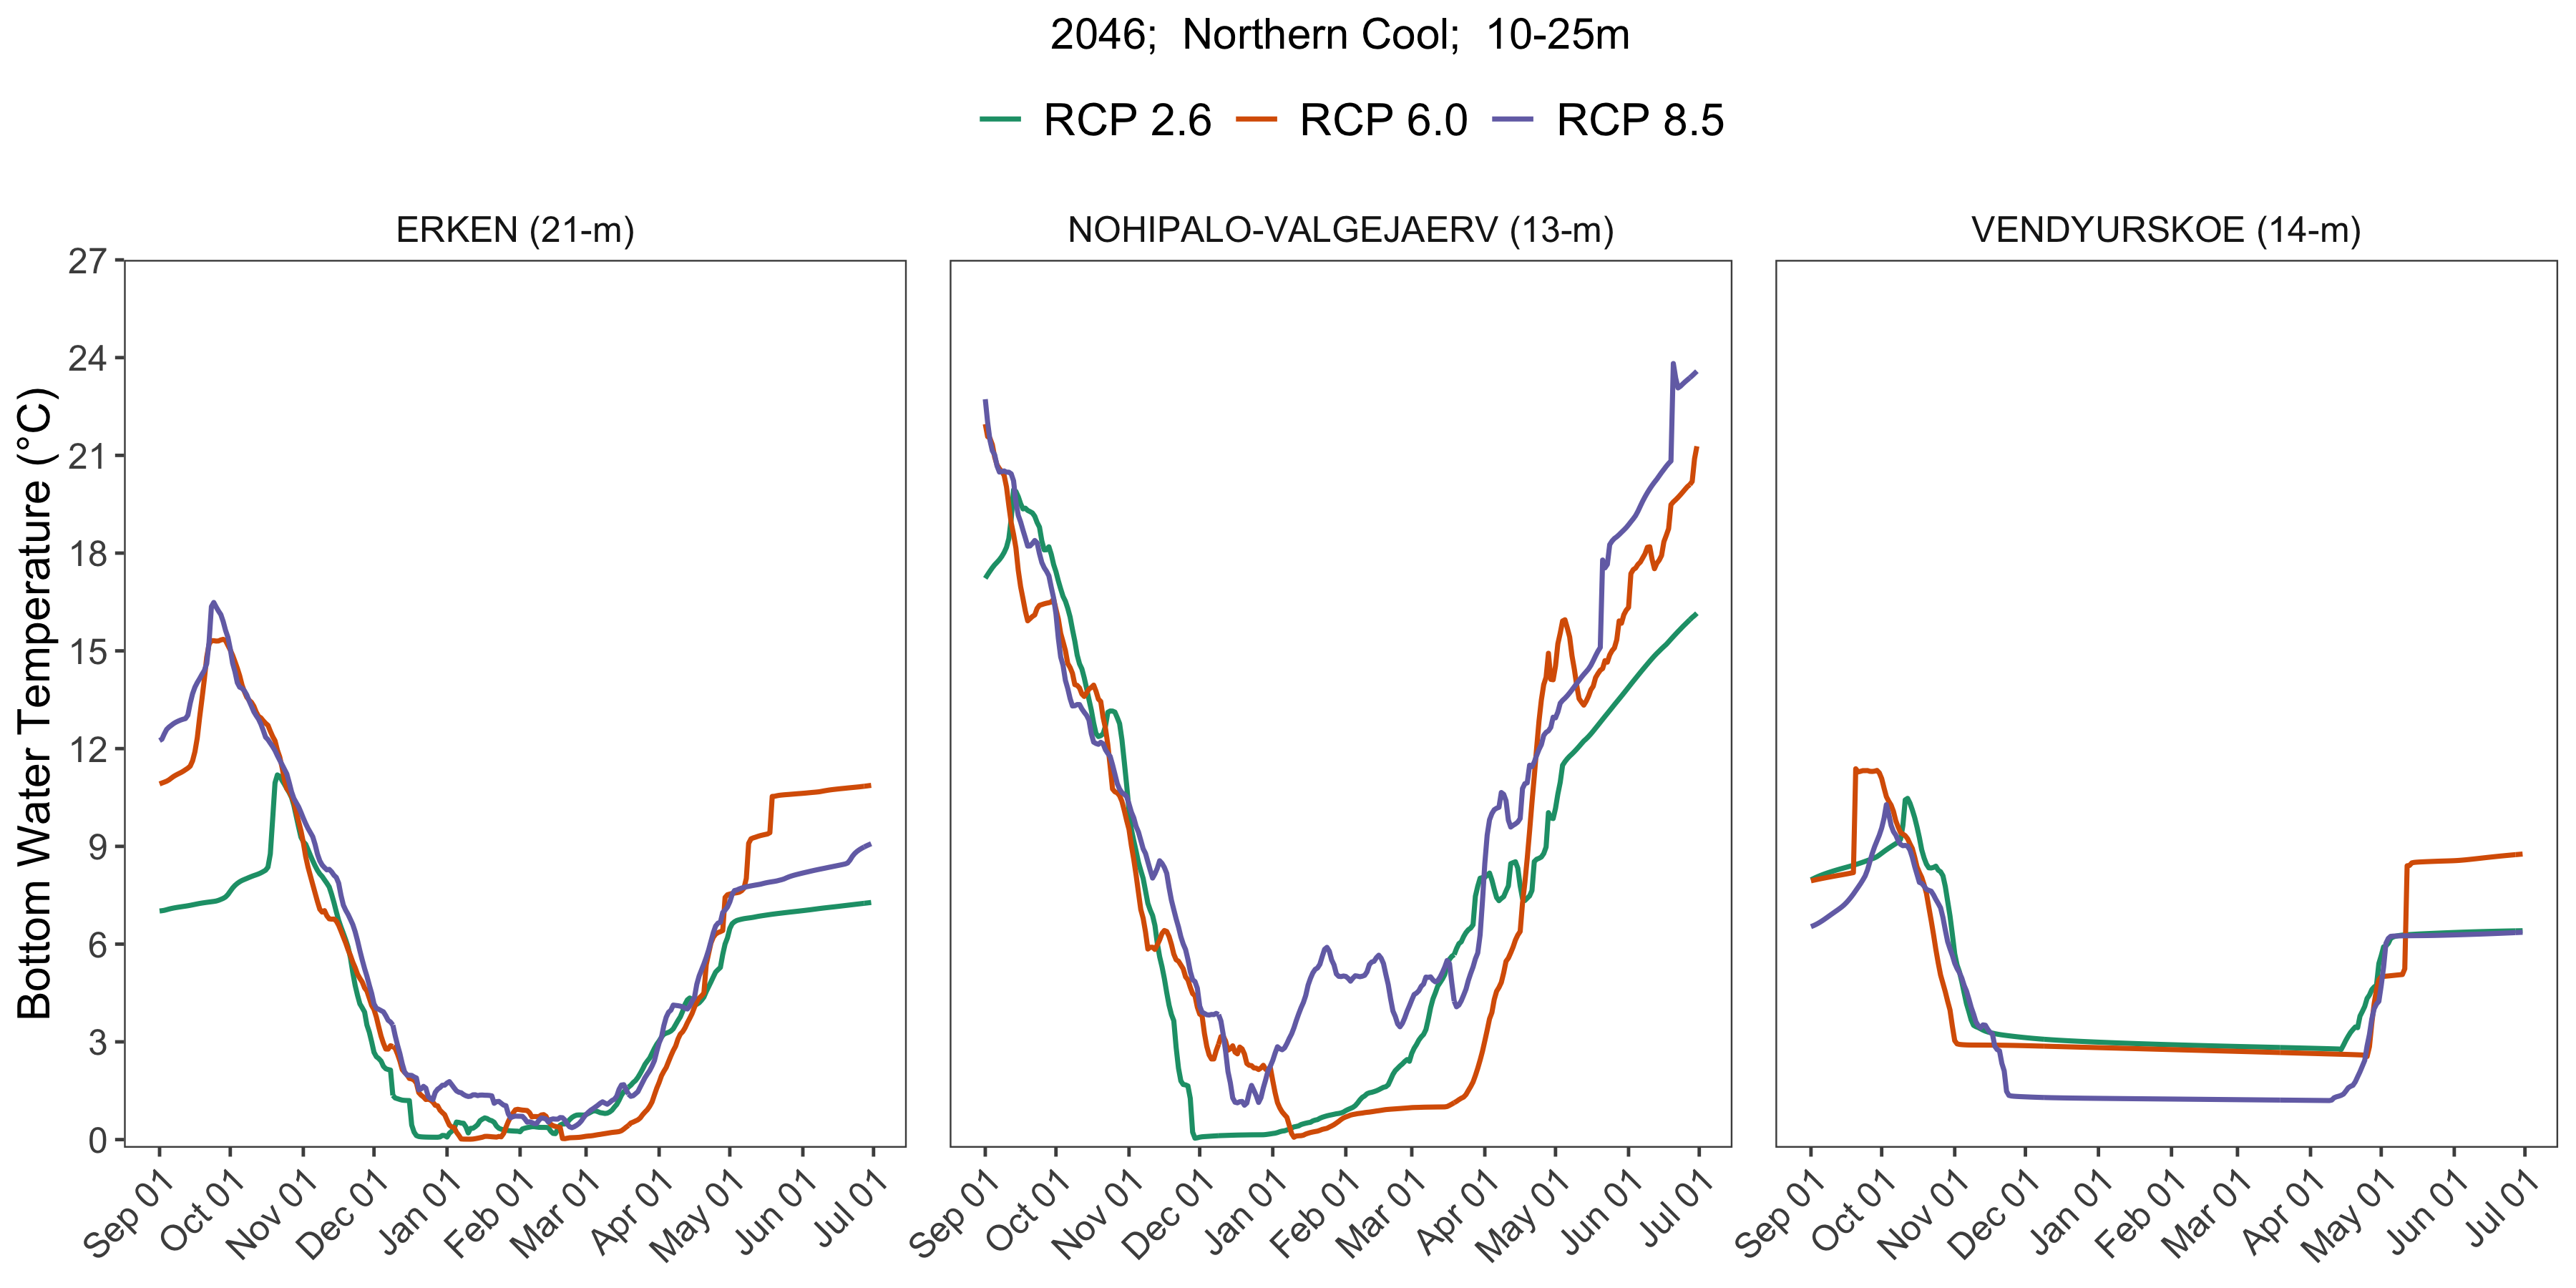 2046;  Northern Cool;  10-25m
RCP 2.6 RCP 6.0 RCP 8.5
ERKEN (21-m) NOHIPALO-VALGEJAERV (13-m) VENDYURSKOE (14-m)
Bottom Water Temperature (°C)
27
24
21
18
15
12
9
6
3
0
Sep 01 Oct 01 Nov 01 Dec 01 Jan 01 Feb 01 Mar 01 Apr 01 May 01 Jun 01 Jul 01
Sep 01 Oct 01 Nov 01 Dec 01 Jan 01 Feb 01 Mar 01 Apr 01 May 01 Jun 01 Jul 01
Sep 01 Oct 01 Nov 01 Dec 01 Jan 01 Feb 01 Mar 01 Apr 01 May 01 Jun 01 Jul 01